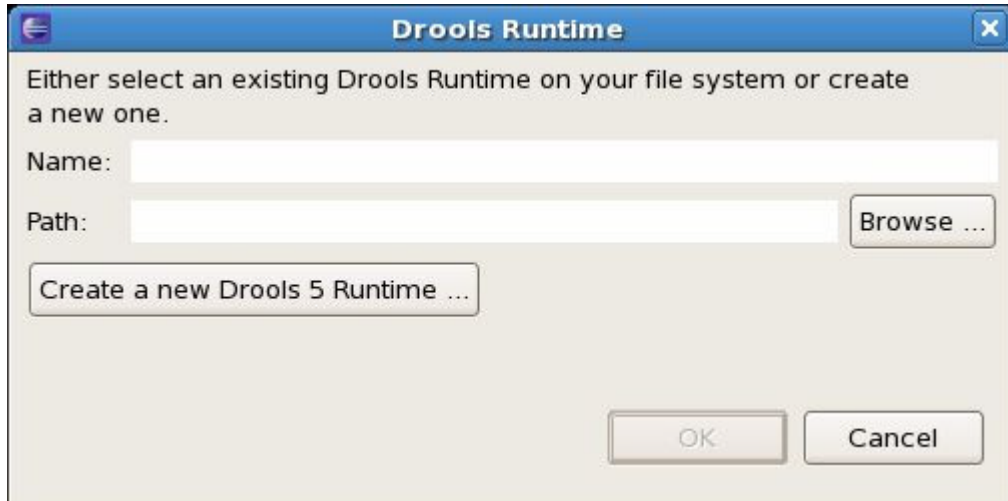 Drools Runtime
Either select an existing Drools Runtime on your file system or create
a new one.
Name:
Path:
Browse ...
Create a new Drools 5 Runtime ...
OK
Cancel